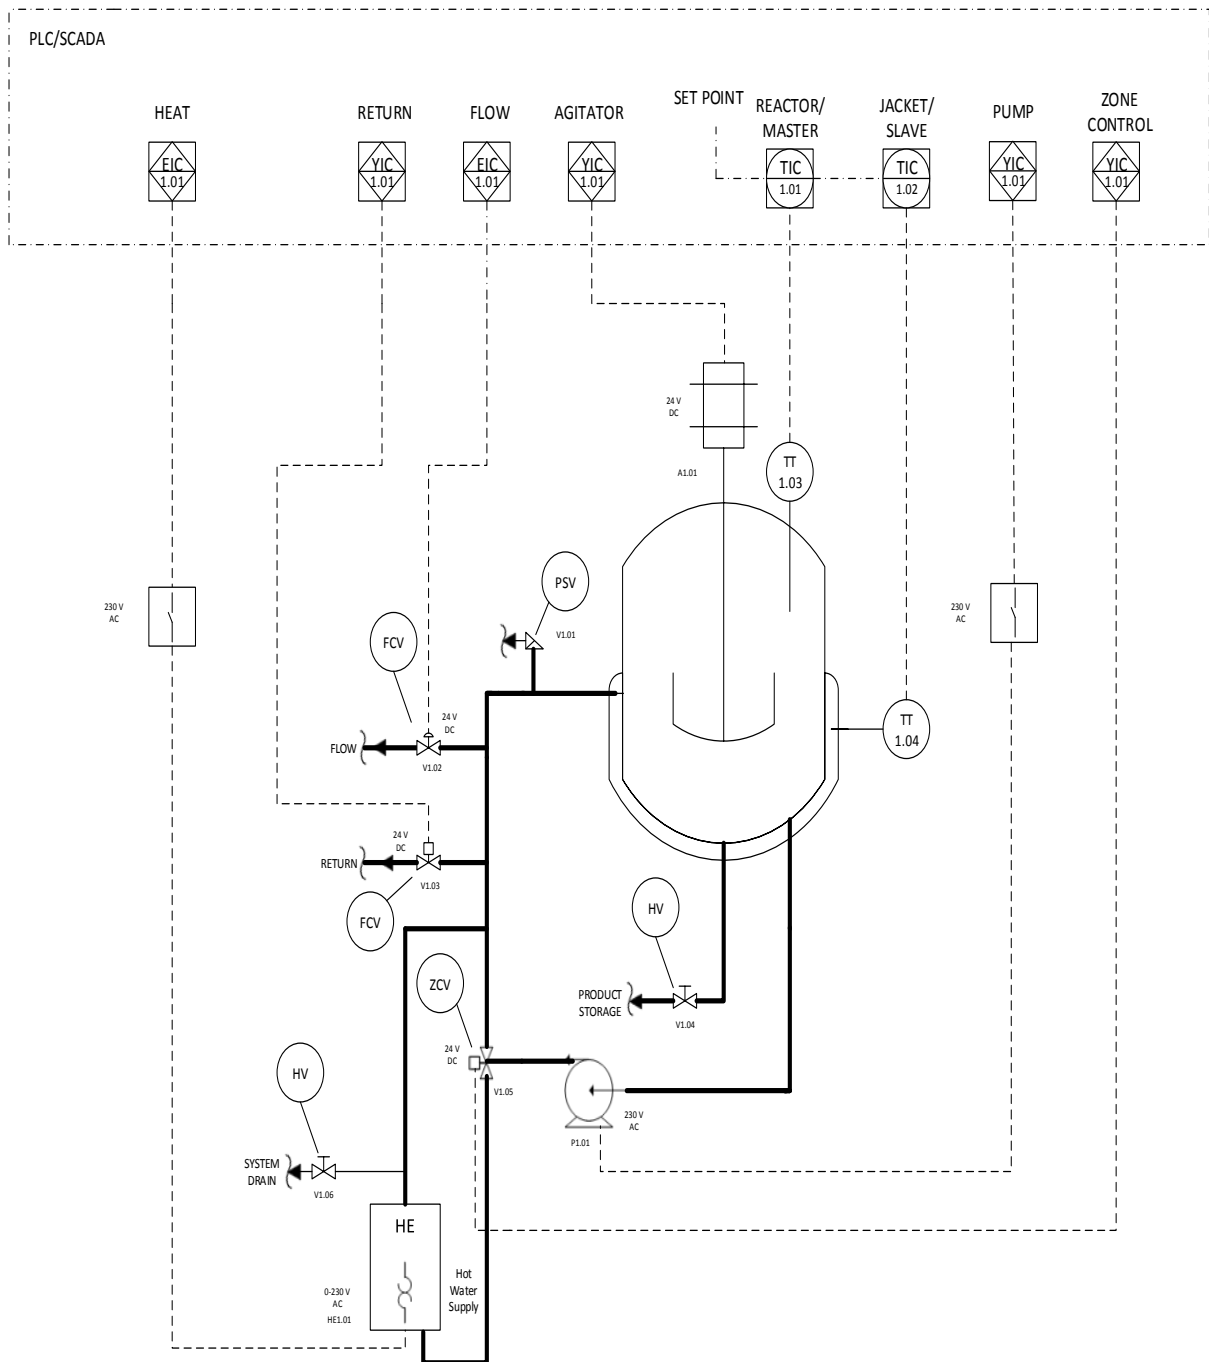 PLC/SCADA
HEAT
RETURN
FLOW
AGITATOR
SET POINT
REACTOR/
MASTER
JACKET/
SLAVE
PUMP
ZONE
CONTROL
EIC
1.01
YIC
1.01
EIC
1.01
YIC
1.01
TIC
1.01
TIC
1.02
YIC
1.01
YIC
1.01
24 V
DC
A1.01
TT
1.03
230 V
AC
PSV
V1.01
230 V
AC
FCV
24 V
DC
FLOW
V1.02
TT
1.04
24 V
DC
RETURN
V1.03
FCV
HV
ZCV
PRODUCT
STORAGE
V1.04
24 V
DC
V1.05
HV
230 V
AC
P1.01
SYSTEM
DRAIN
V1.06
HE
0-230 V
AC
HE1.01
Hot
Water
Supply